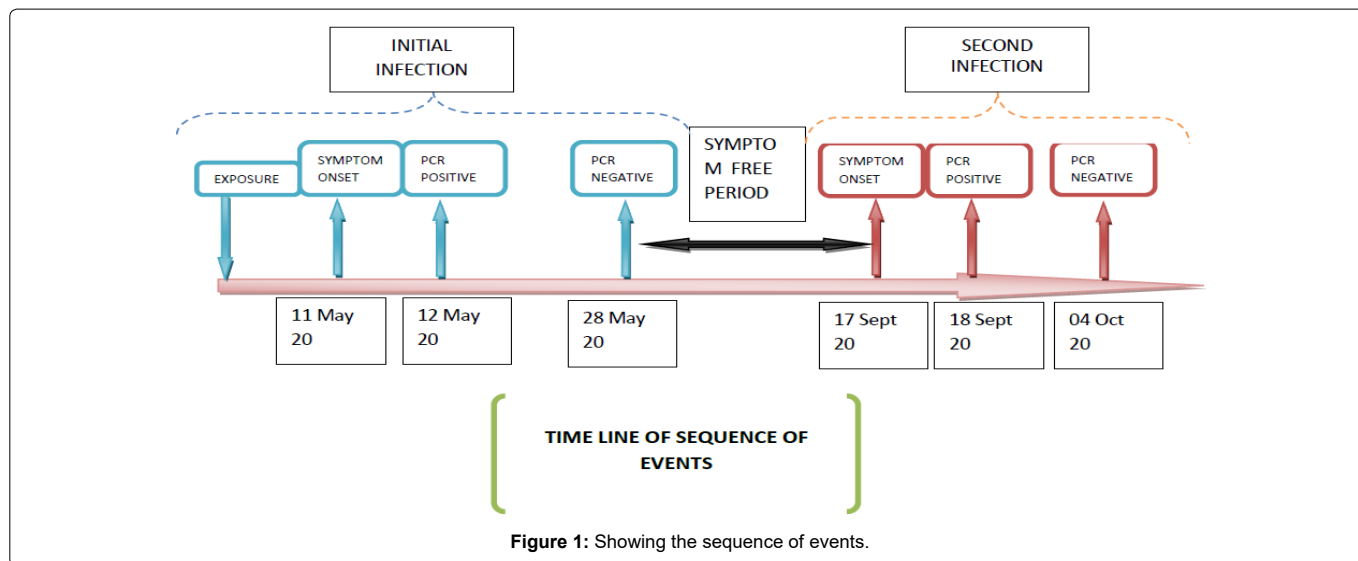 INITIAL
INFECTION
SECOND
INFECTION
EXPOSURE
SYMPTOM
ONSET
PCR
POSITIVE
PCR
NEGATIVE
SYMPTO
M FREE
PERIOD
SYMPTOM
ONSET
PCR
POSITIVE
PCR
NEGATIVE
11 May
20
12 May
20
28 May
20
17 Sept
20
18 Sept
20
04 Oct
20
TIME LINE OF SEQUENCE OF
EVENTS
Figure 1: Showing the sequence of events.